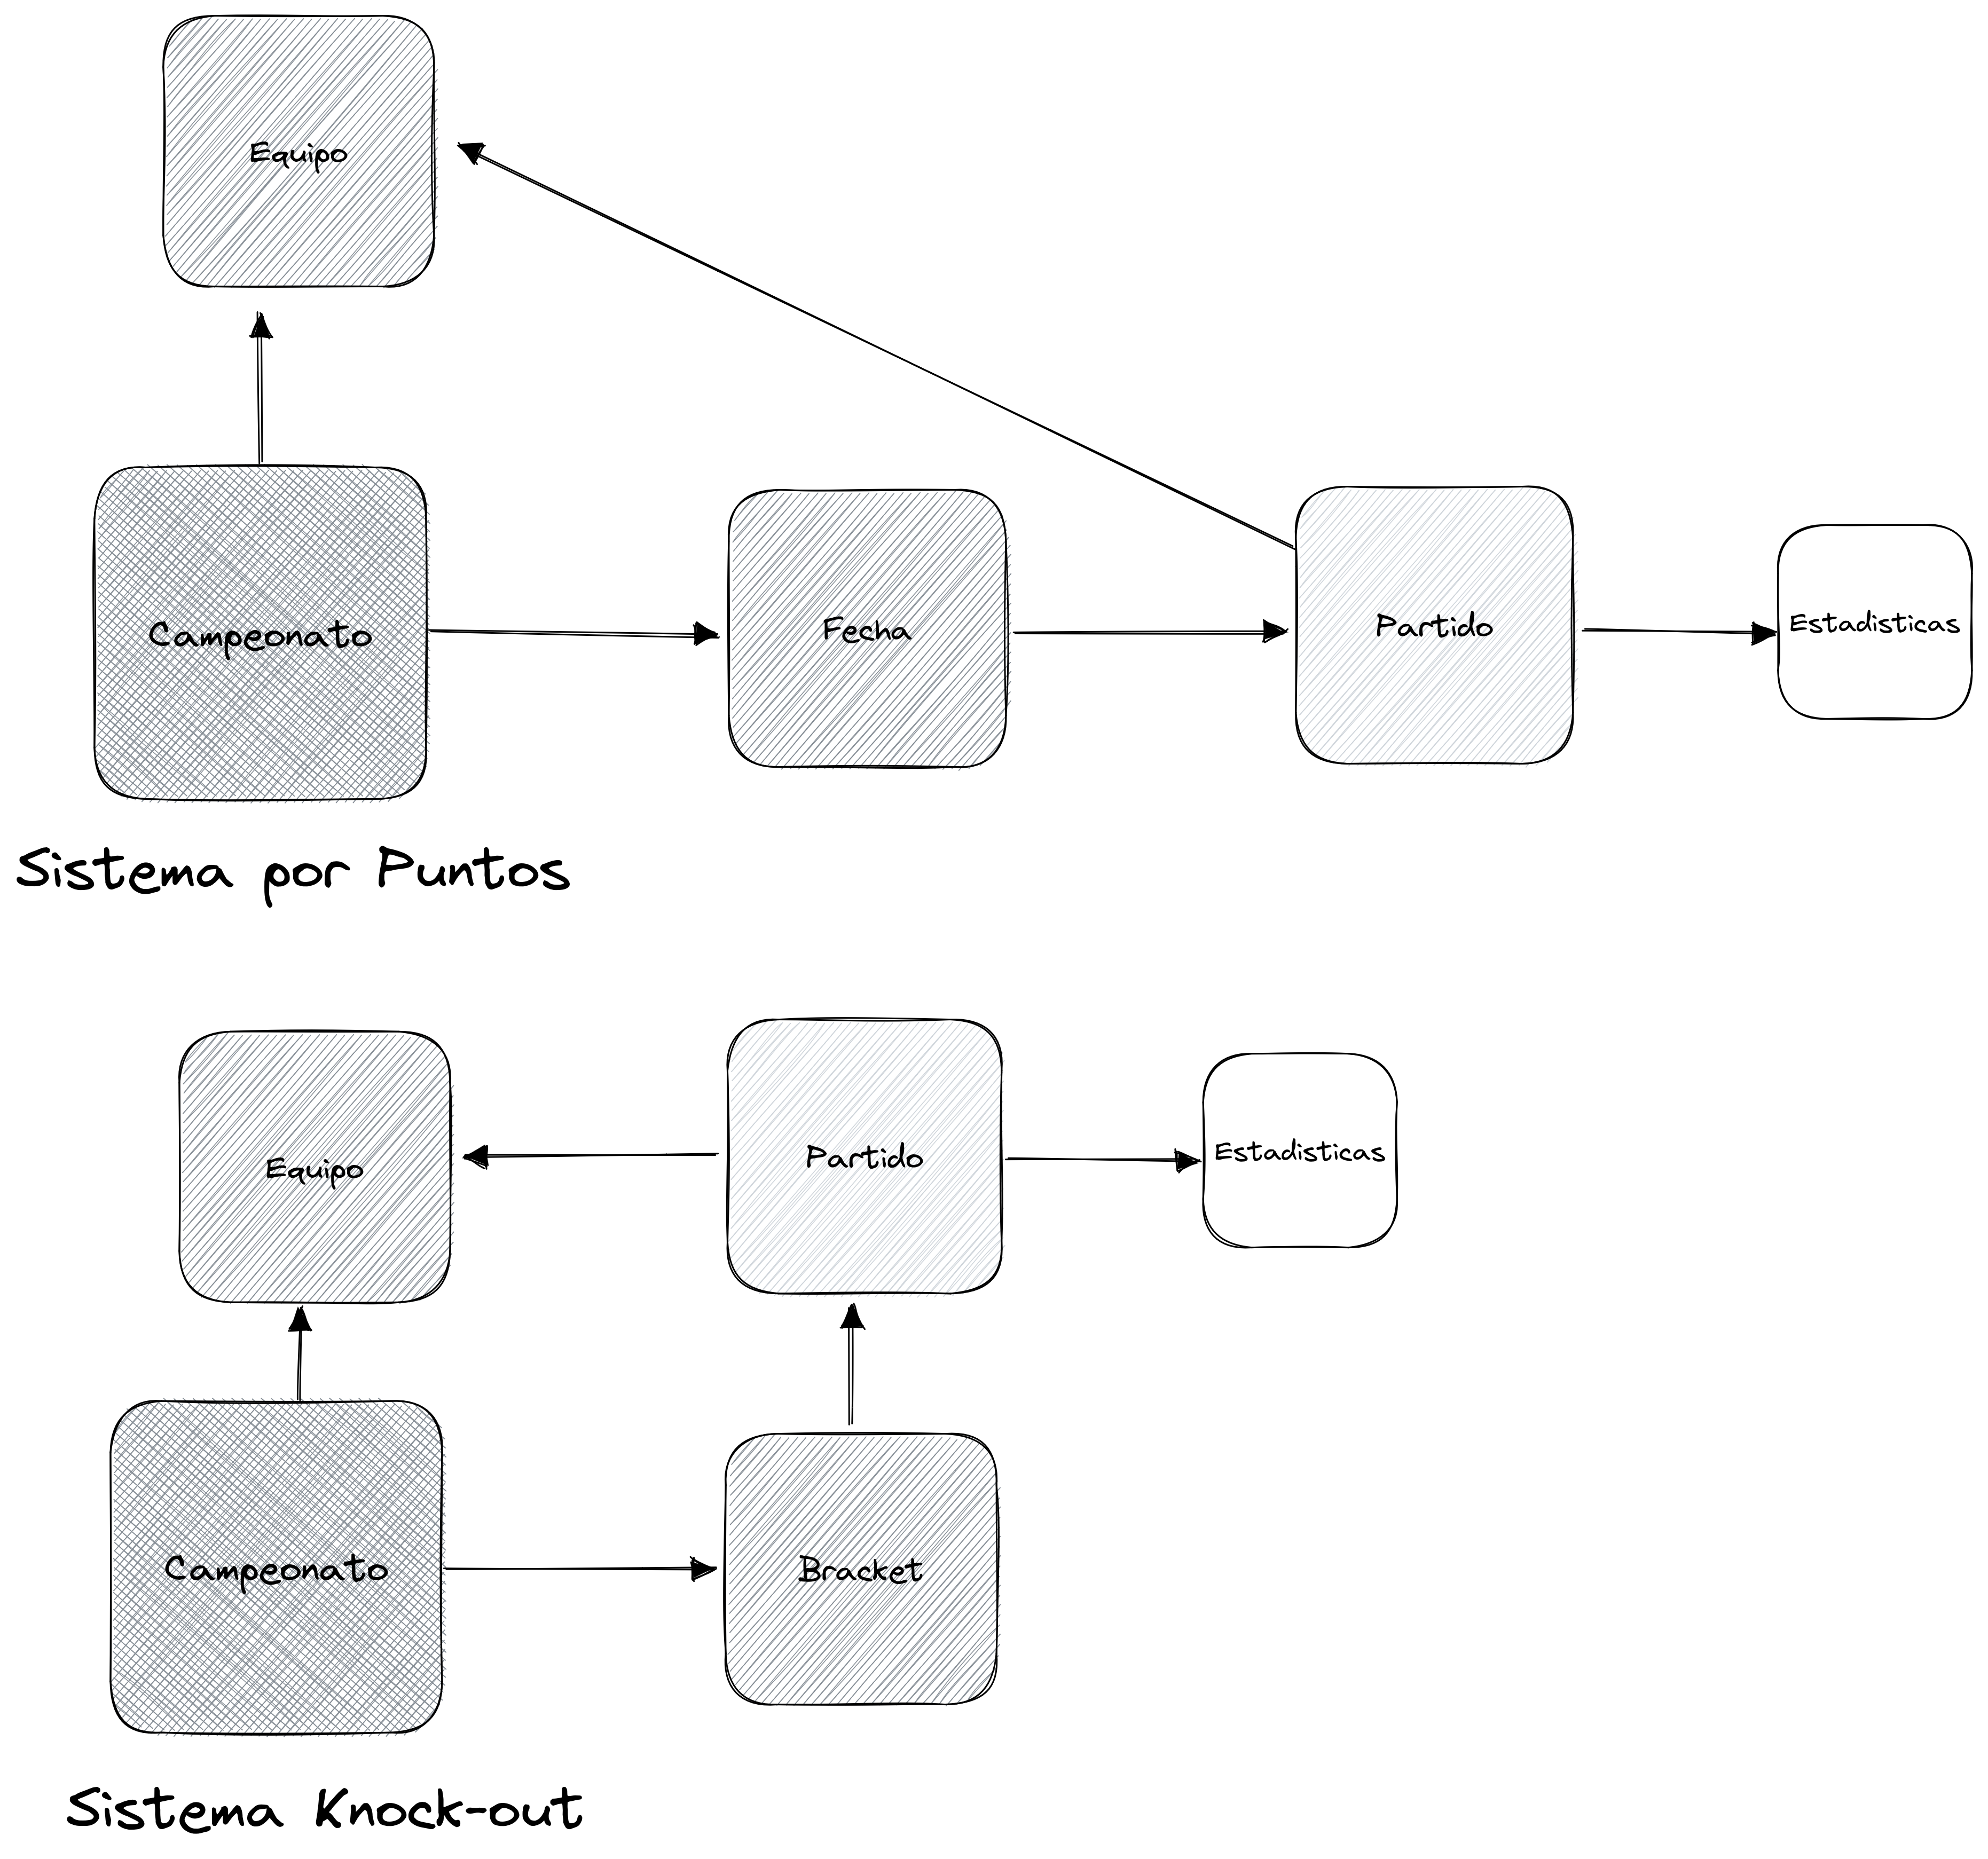 Equipo
Campeonato
Fecha
Partido
Estadisticas
Sistema por Puntos
Equipo
Partido
Estadisticas
Campeonato
Bracket
Sistema Knock-out